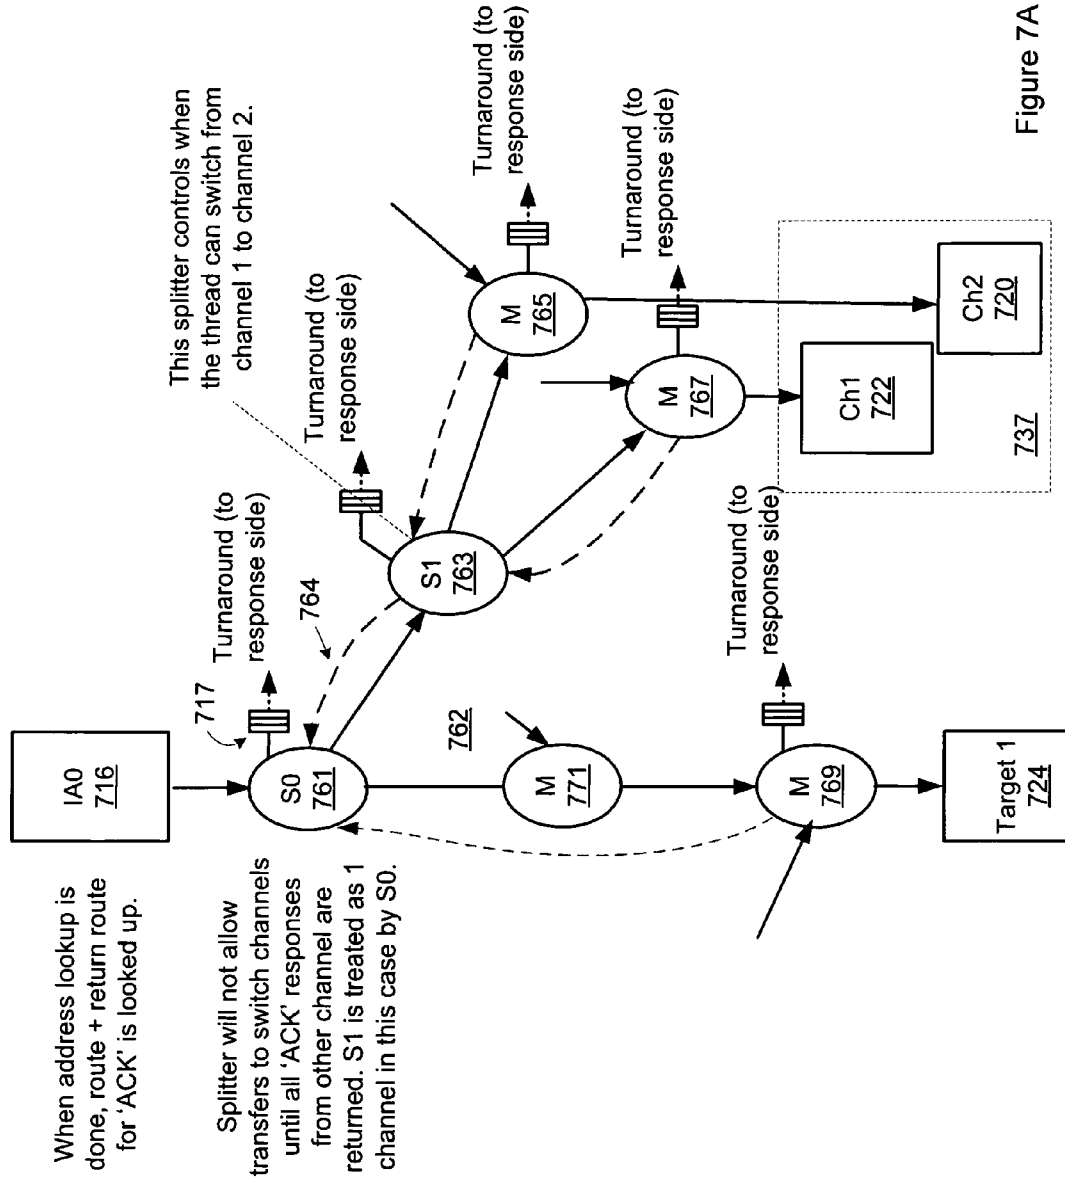 When address lookup is
done, route + return route
for ‘ACK’ is looked up.
IA0
716
This splitter controls when
the thread can switch from
channel 1 to channel 2.
Splitter will not allow
transfers to switch channels
until all ‘ACK’ responses
from other channel are
returned. S1 is treated as 1
channel in this case by S0.
717
Turnaround (to
response side)
S0
761
764
Turnaround (to
response side)
S1
763
Turnaround (to
response side)
M
765
Turnaround (to
response side)
M
767
762
M
771
Turnaround (to
response side)
M
769
Target 1
724
Ch1
722
Ch2
720
737
Figure 7A